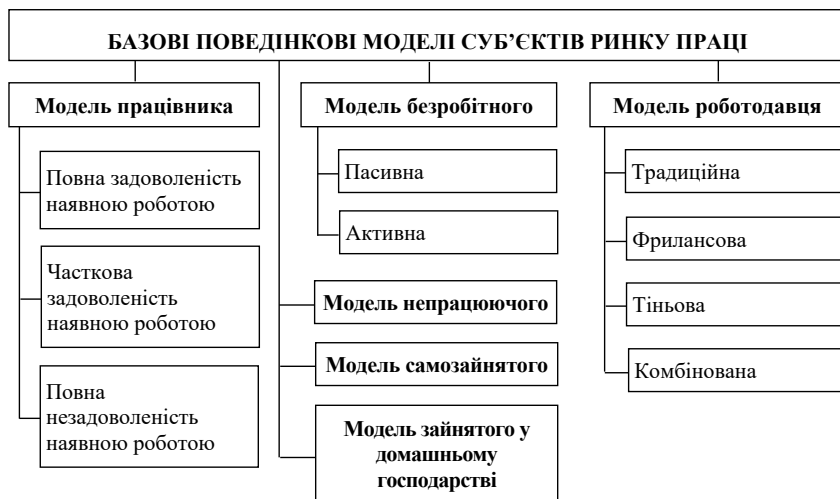 БАЗОВІ ПОВЕДІНКОВІ МОДЕЛІ СУБ’ЄКТІВ РИНКУ ПРАЦІ
Модель працівника
Повна задоволеність
наявною роботою
Часткова
задоволеність
наявною роботою
Повна
незадоволеність
наявною роботою
Модель безробітного
Пасивна
Активна
Модель непрацюючого
Модель самозайнятого
Модель зайнятого у
домашньому
господарстві
Модель роботодавця
Традиційна
Фрилансова
Тіньова
Комбінована